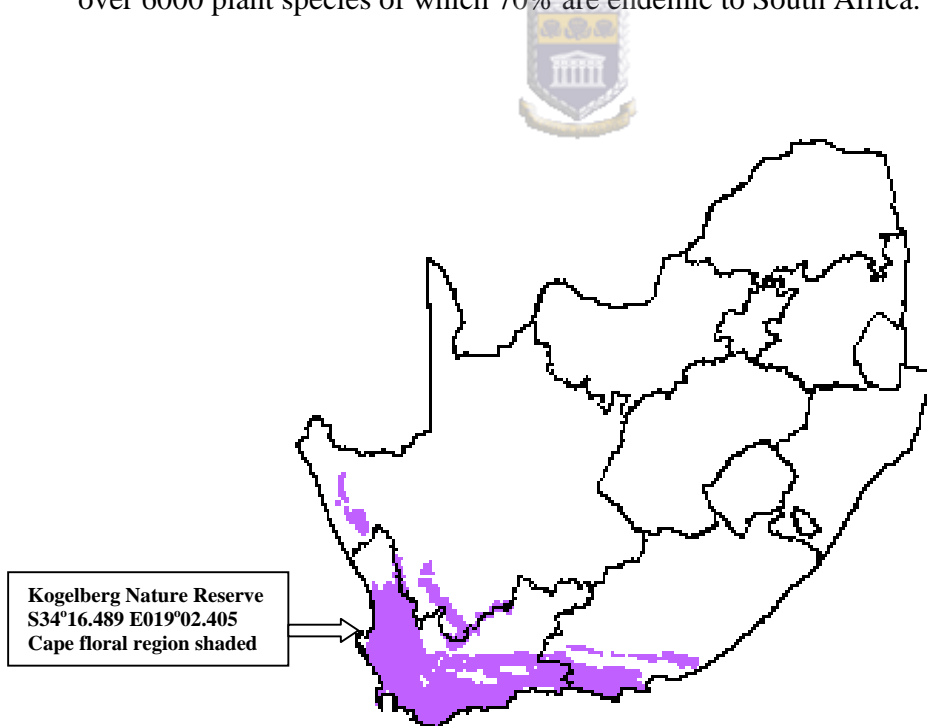 over 6000 plant species of which 70% are endemic to South Africa.
Kogelberg Nature Reserve
S34º16.489 E019º02.405
Cape floral region shaded